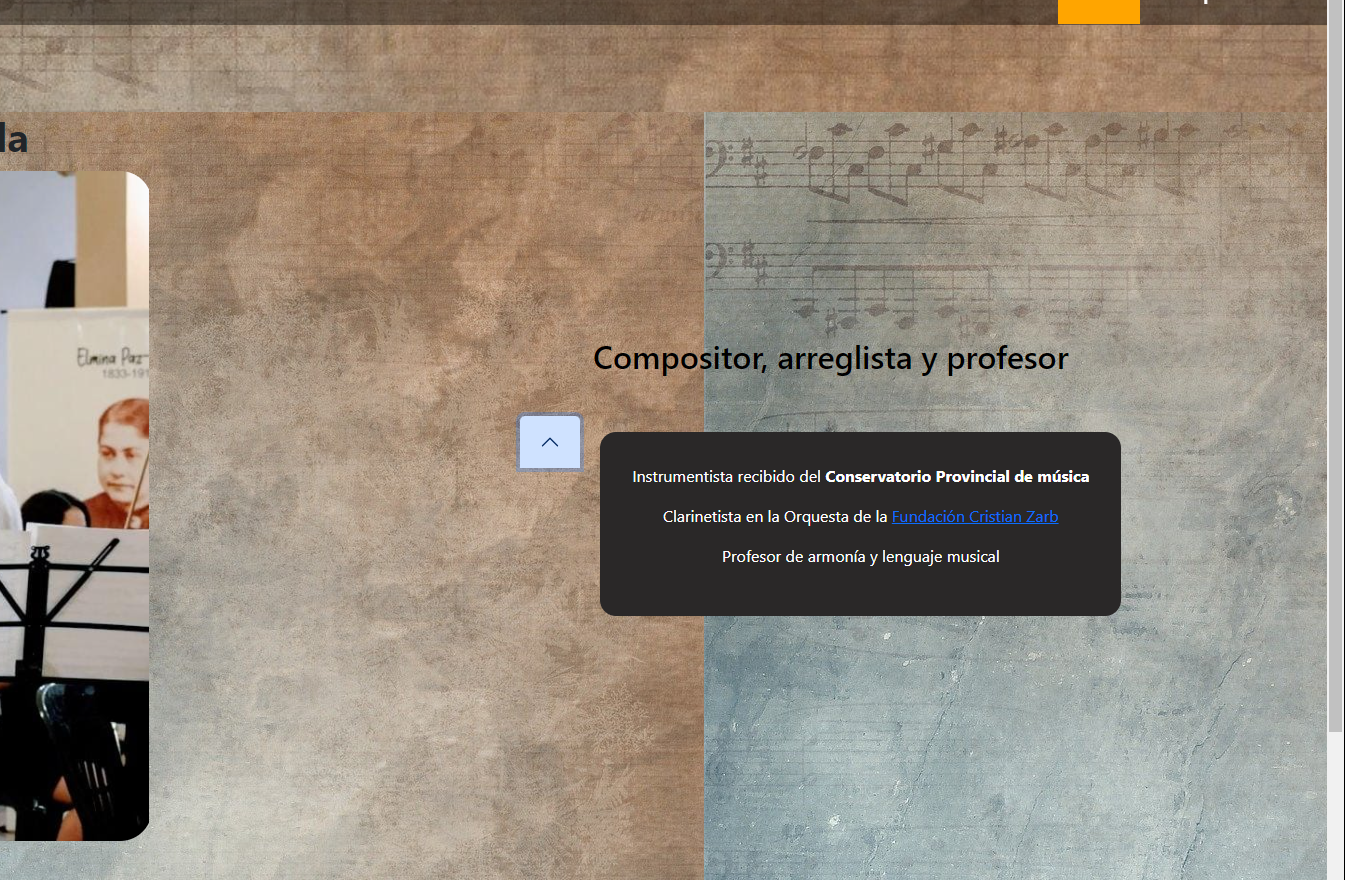 la
Elmina Paz
1833-191
Compositor, arreglista y profesor
Instrumentista recibido del Conservatorio Provincial de música
Clarinetista en la Orquesta de la Fundación Cristian Zarb
Profesor de armonía y lenguaje musical